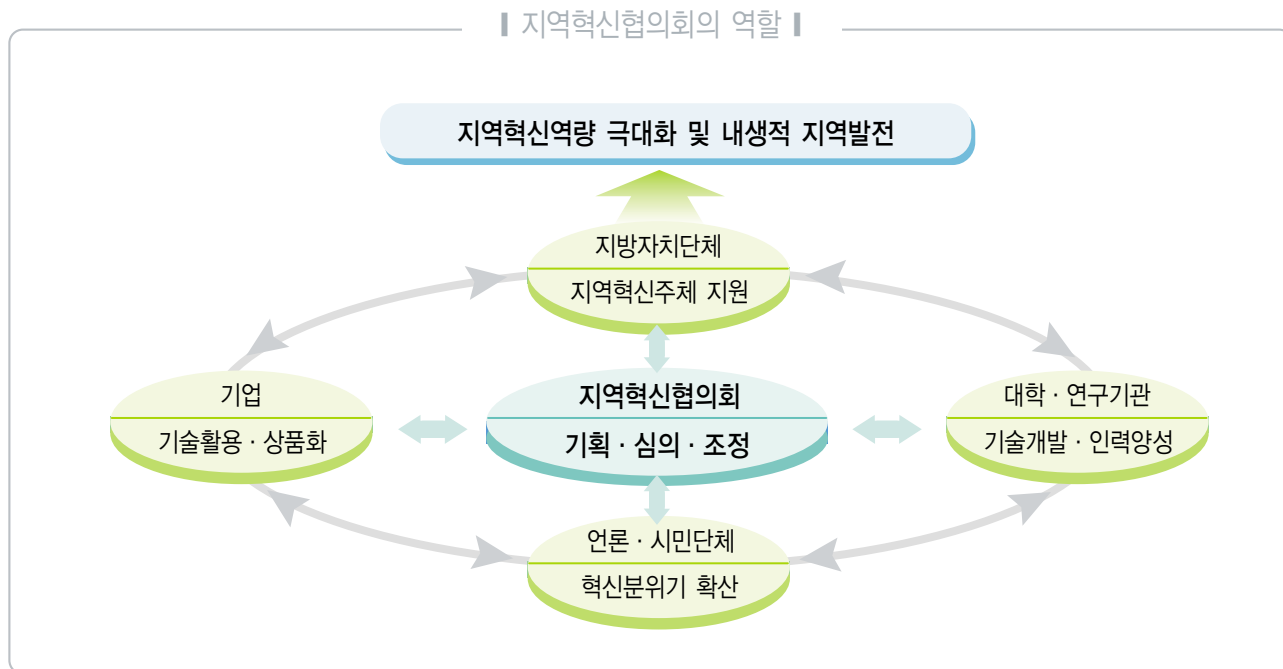 지역혁신협의회의 역할
지역혁신역량 극대화 및 내생적 지역발전
지방자치단체
지역혁신주체 지원
기업
기술활용 · 상품화
지역혁신협의회
기획 · 심의 · 조정
대학 · 연구기관
기술개발 · 인력양성
언론 · 시민단체
혁신분위기 확산